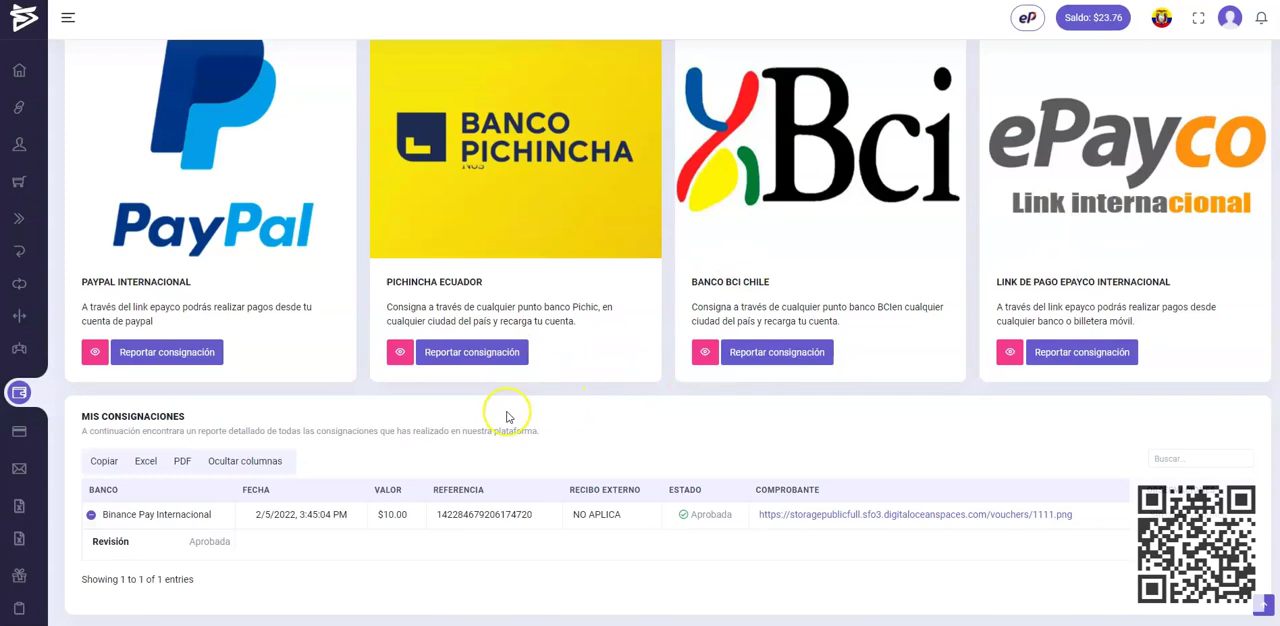 eP
Saldo: $23.76
PayPal
BANCO
PICHINCHA
Bci
ePayco
Link internacional
PAYPAL INTERNACIONAL
A través del link epayco podrás realizar pagos desde tu
cuenta de paypal
Reportar consignación
PICHINCHA ECUADOR
Consigna a través de cualquier punto banco Pichic, en
cualquier ciudad del país y recarga tu cuenta.
Reportar consignación
BANCO BCI CHILE
Consigna a través de cualquier punto banco BCIen cualquier
ciudad del país y recarga tu cuenta.
Reportar consignación
LINK DE PAGO EPAYCO INTERNACIONAL
A través del link epayco podrás realizar pagos desde
cualquier banco o billetera móvil.
Reportar consignación
MIS CONSIGNACIONES
A continuación encontrara un reporte detallado de todas las consignaciones que has realizado en nuestra plataforma.
Copiar Excel PDF Ocultar columnas
Buscar...
BANCO FECHA VALOR REFERENCIA RECIBO EXTERNO ESTADO COMPROBANTE
Binance Pay Internacional 2/5/2022, 3:45:04 PM $10.00 142284679206174720 NO APLICA Aprobada https://storagepublicfull.sfo3.digitaloceanspaces.com/vouchers/1111.png
Revisión Aprobada
Showing 1 to 1 of 1 entries